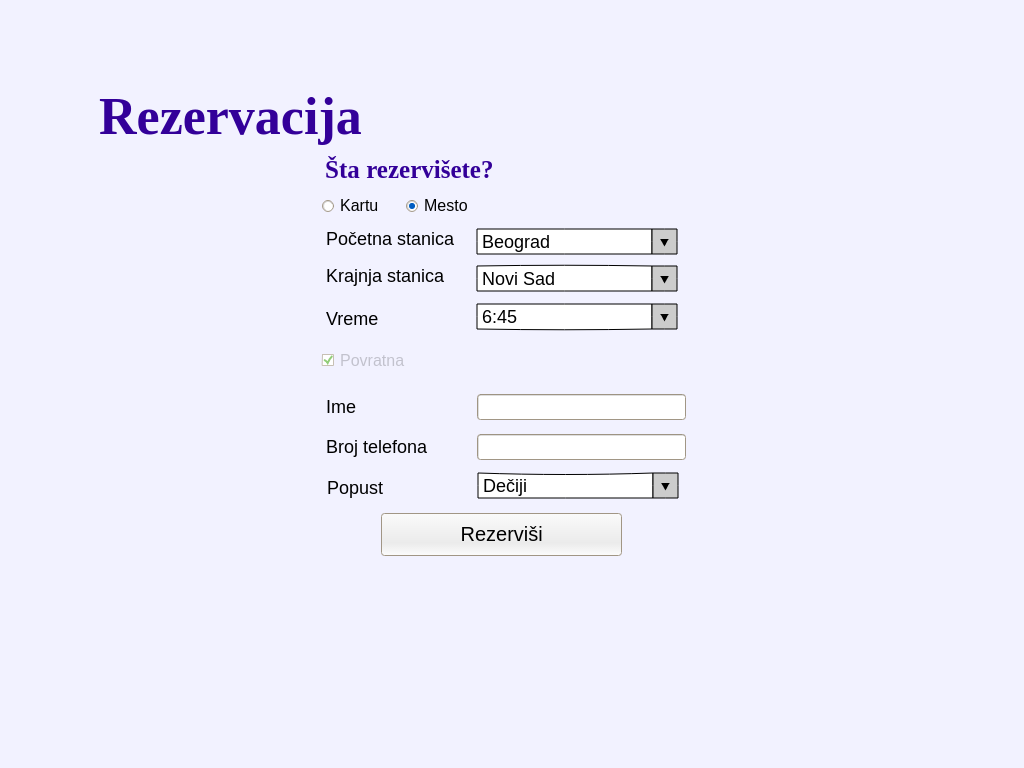 Rezervacija
Šta rezervišete?
Kartu Mesto
Početna stanica Beograd
Krajnja stanica Novi Sad
Vreme 6:45
Povratna
Ime
Broj telefona
Popust Dečiji
Rezerviši